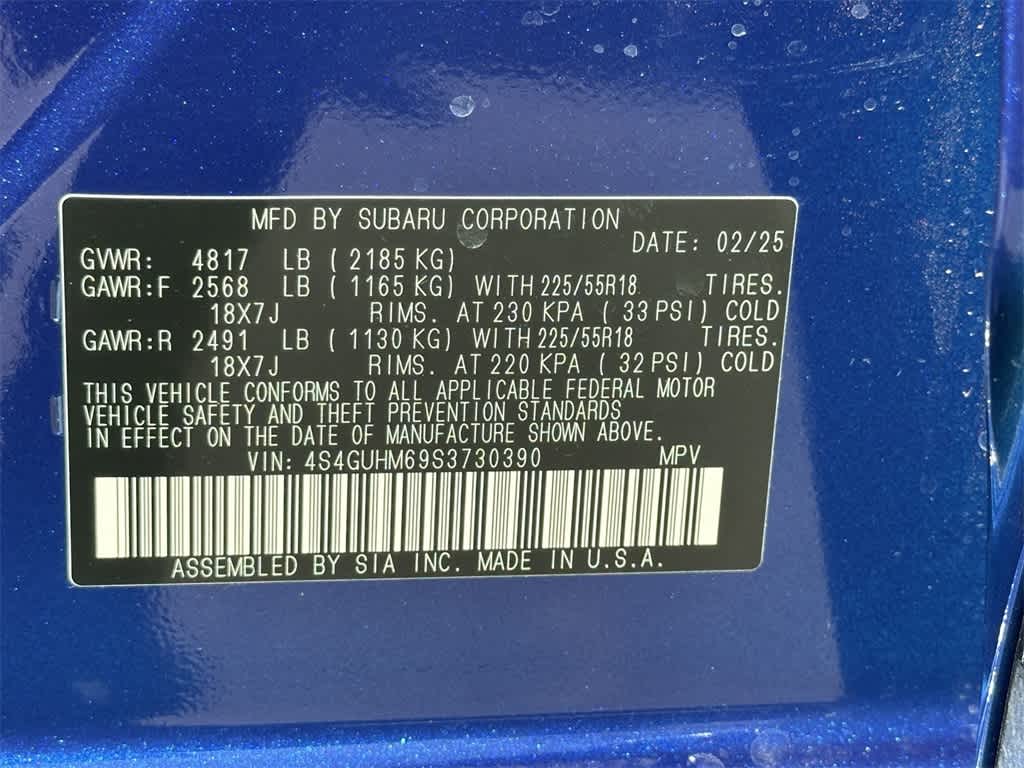 MFD BY SUBARU CORPORATION
DATE: 02/25
GVWR: 4817 LB ( 2185 KG)
GAWR:F 2568 LB ( 1165 KG) WITH 225/55R18 TIRES.
18X7J RIMS. AT 230 KPA ( 33 PSI) COLD
GAWR:R 2491 LB ( 1130 KG) WITH 225/55R18 TIRES.
18X7J RIMS. AT 220 KPA ( 32 PSI) COLD
THIS VEHICLE CONFORMS TO ALL APPLICABLE FEDERAL MOTOR
VEHICLE SAFETY AND THEFT PREVENTION STANDARDS
IN EFFECT ON THE DATE OF MANUFACTURE SHOWN ABOVE.
VIN: 4S4GUHM69S3730390 MPV
ASSEMBLED BY SIA INC. MADE IN U.S.A.